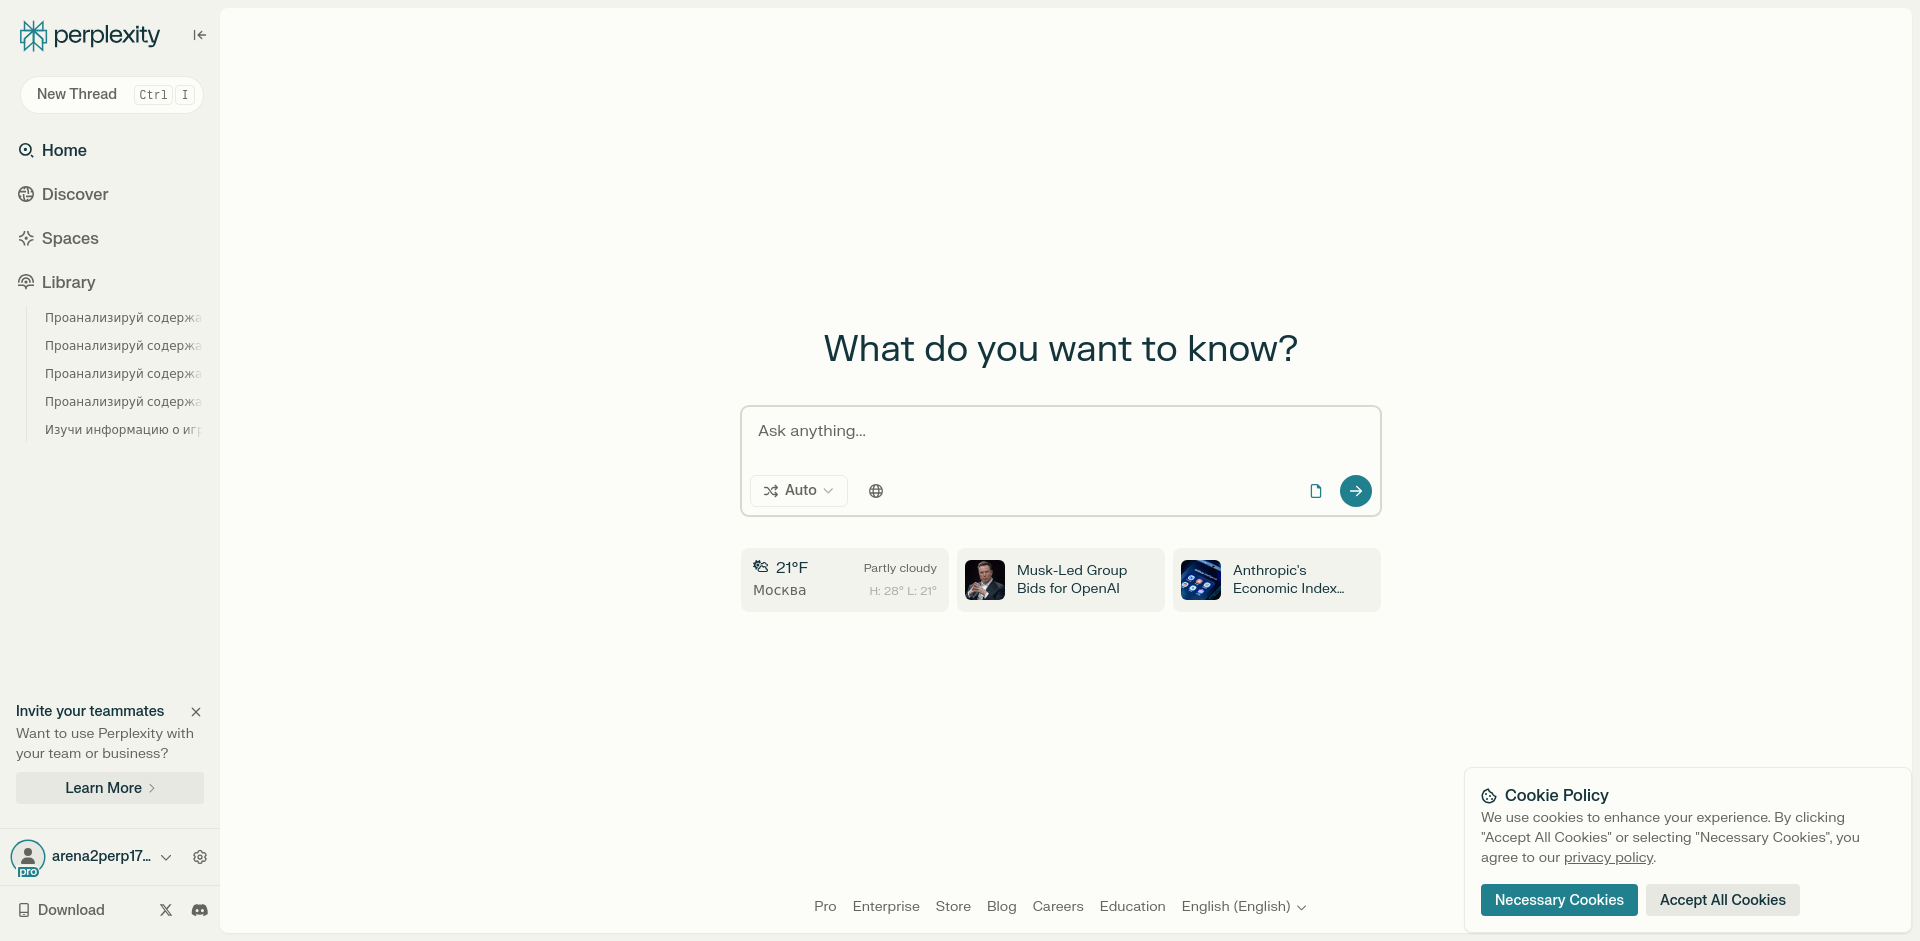 perplexity
New Thread Ctrl I
Home
Discover
Spaces
Library
Проанализируй содержа
Проанализируй содержа
Проанализируй содержа
Проанализируй содержа
Изучи информацию о игр
Invite your teammates
Want to use Perplexity with
your team or business?
Learn More
pro
arena2perp17...
Download
What do you want to know?
Ask anything...
Auto
21°F Partly cloudy
Москва H: 28° L: 21°
Musk-Led Group
Bids for OpenAI
Anthropic's
Economic Index...
Pro Enterprise Store Blog Careers Education English (English)
Cookie Policy
We use cookies to enhance your experience. By clicking
"Accept All Cookies" or selecting "Necessary Cookies", you
agree to our privacy policy.
Necessary Cookies Accept All Cookies